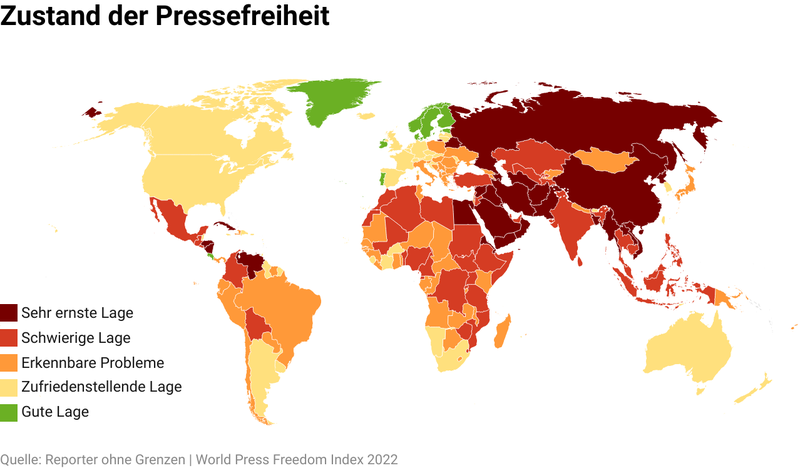 Zustand der Pressefreiheit
Sehr ernste Lage
Schwierige Lage
Erkennbare Probleme
Zufriedenstellende Lage
Gute Lage
Quelle: Reporter ohne Grenzen | World Press Freedom Index 2022